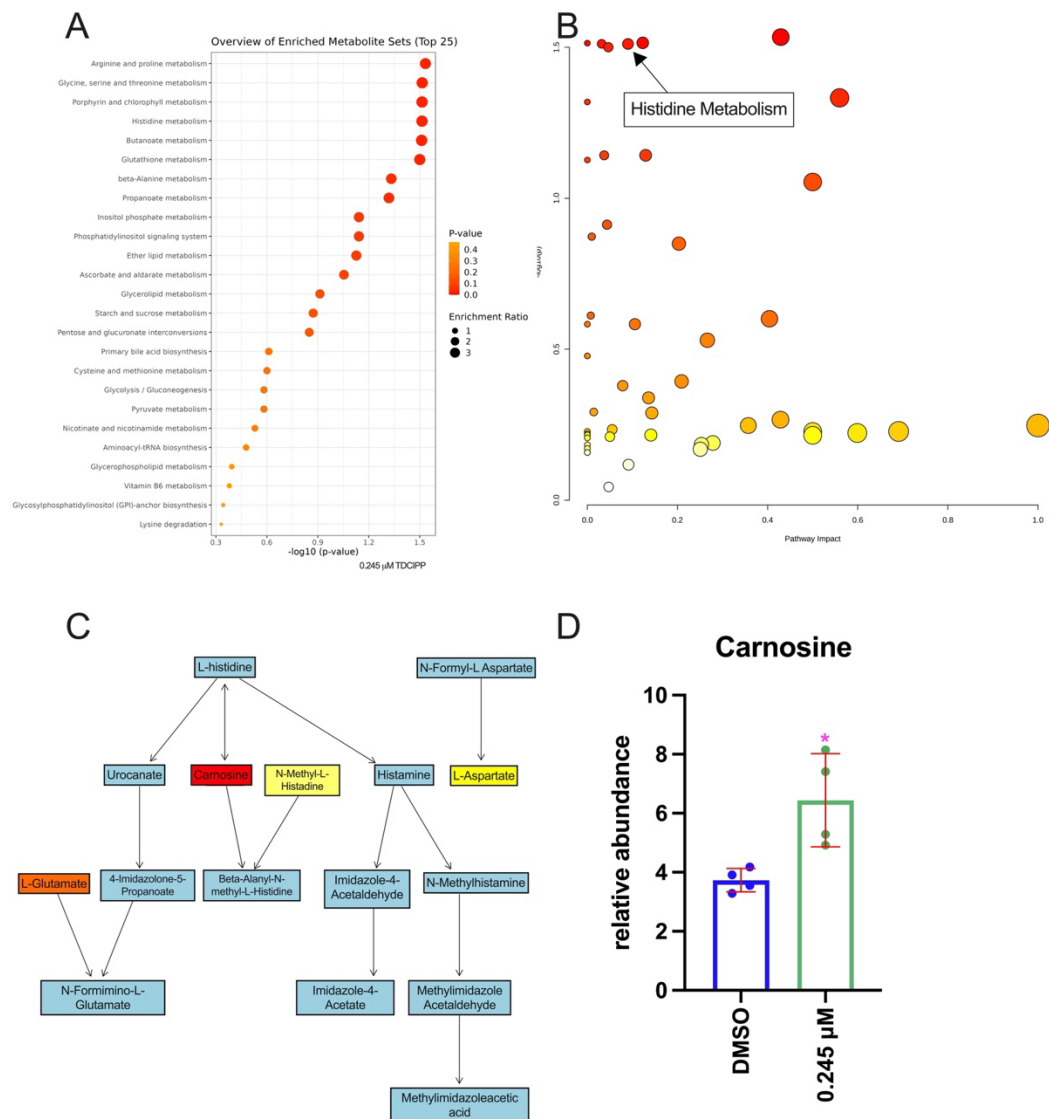 A
Overview of Enriched Metabolite Sets (Top 25)
Arginine and proline metabolism
Glycine, serine and threonine metabolism
Porphyrin and chlorophyll metabolism
Histidine metabolism
Butanoate metabolism
Glutathione metabolism
beta-Alanine metabolism
Propanoate metabolism
Inositol phosphate metabolism
Phosphatidylinositol signaling system
Ether lipid metabolism
Ascorbate and aldarate metabolism
Glycerolipid metabolism
Starch and sucrose metabolism
Pentose and glucuronate interconversions
Primary bile acid biosynthesis
Cysteine and methionine metabolism
Glycolysis / Gluconeogenesis
Pyruvate metabolism
Nicotinate and nicotinamide metabolism
Aminoacyl-tRNA biosynthesis
Glycerophospholipid metabolism
Vitamin B6 metabolism
Glycosylphosphatidylinositol (GPI)-anchor biosynthesis
Lysine degradation
0.3 0.6 0.9 1.2 1.5
-log10 (p-value)
0.245 µM TDCIPP
P-value
0.4
0.3
0.2
0.1
0.0
Enrichment Ratio
1
2
3
B
1.5
1.0
0.5
0.0
Histidine Metabolism
0.0 0.2 0.4 0.6 0.8 1.0
Pathway Impact
C
L-histidine
N-Formyl-L Aspartate
Urocanate
Carnosine
N-Methyl-L-
Histadine
Histamine
L-Aspartate
L-Glutamate
4-Imidazolone-5-
Propanoate
Beta-Alanyl-N-
methyl-L-Histidine
Imidazole-4-
Acetaldehyde
N-Methylhistamine
N-Formimino-L-
Glutamate
Imidazole-4-
Acetate
Methylimidazole
Acetaldehyde
Methylimidazoleacetic
acid
D
Carnosine
relative abundance
10
8
6
4
2
0
*
DMSO
0.245 µM